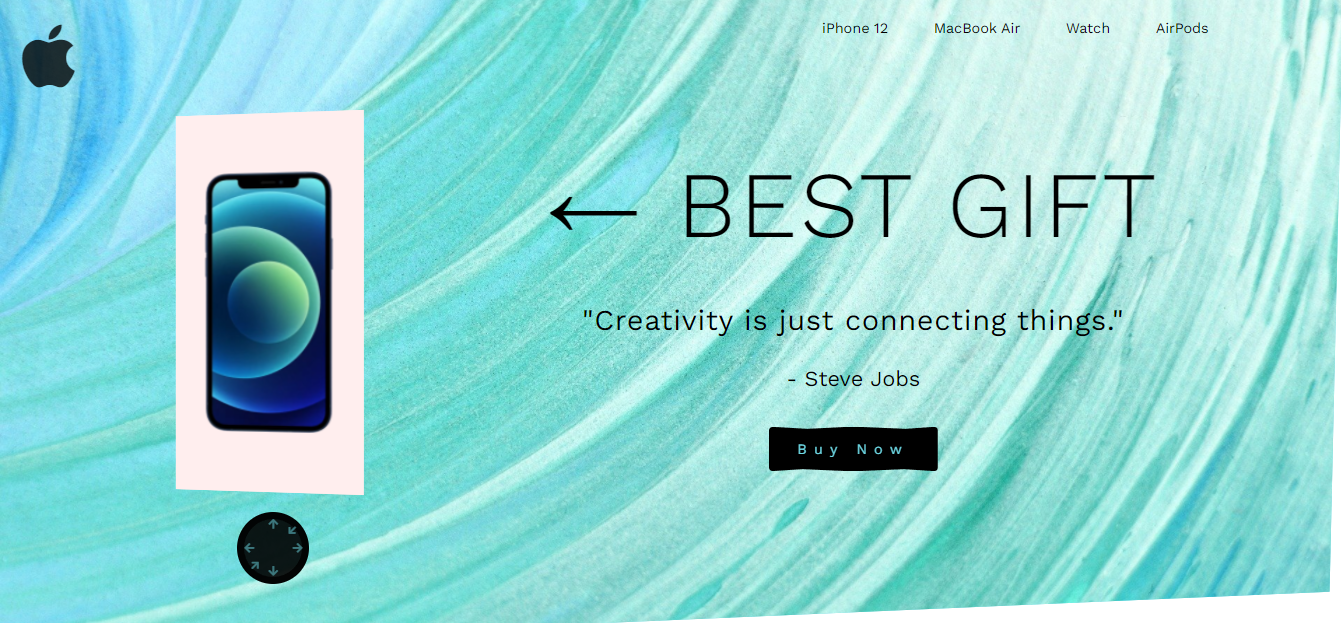 iPhone 12 MacBook Air Watch AirPods
← BEST GIFT
"Creativity is just connecting things."
- Steve Jobs
Buy Now